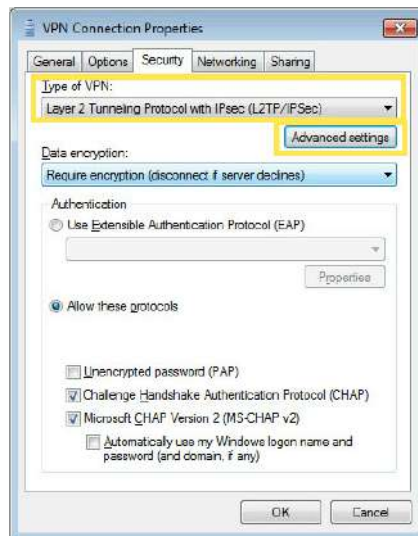 VPN Connection Properties
General Options Security Networking Sharing
Type of VPN:
Layer 2 Tunneling Protocol with IPsec (L2TP/IPSec)
Advanced settings
Data encryption:
Require encryption (disconnect if server declines)
Authentication
Use Extensible Authentication Protocol (EAP)
Properties
Allow these protocols
Unencrypted password (PAP)
Challenge Handshake Authentication Protocol (CHAP)
Microsoft CHAP Version 2 (MS-CHAP v2)
Automatically use my Windows logon name and
password (and domain, if any)
OK Cancel